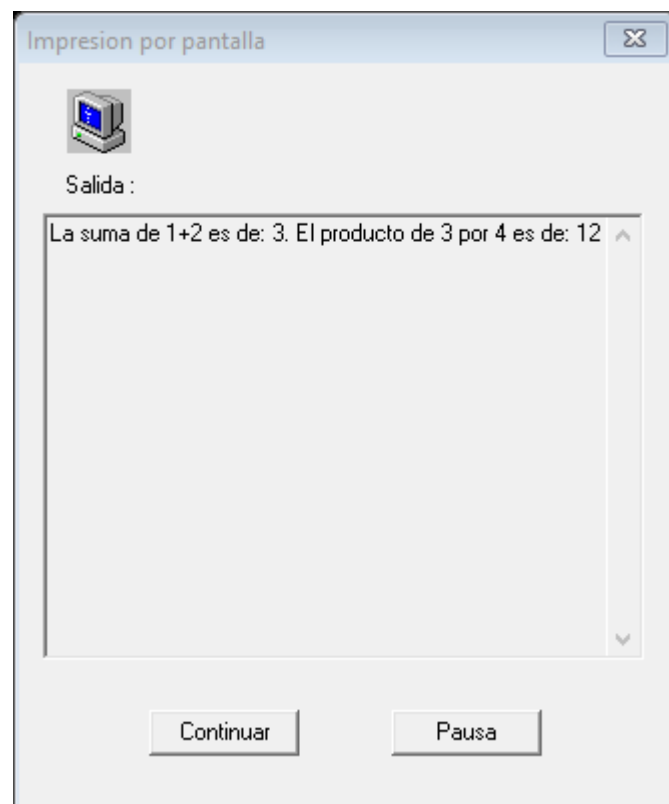 Impresion por pantalla
Salida :
La suma de 1+2 es de: 3. El producto de 3 por 4 es de: 12
Continuar Pausa